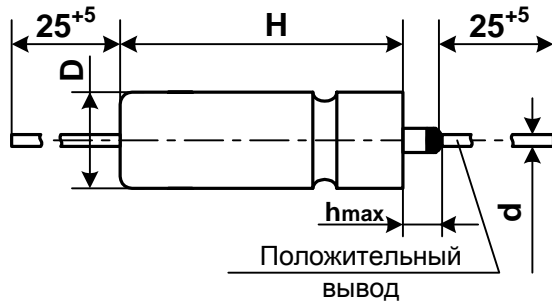 25+5
H
25+5
D
hmax
d
Положительный
вывод